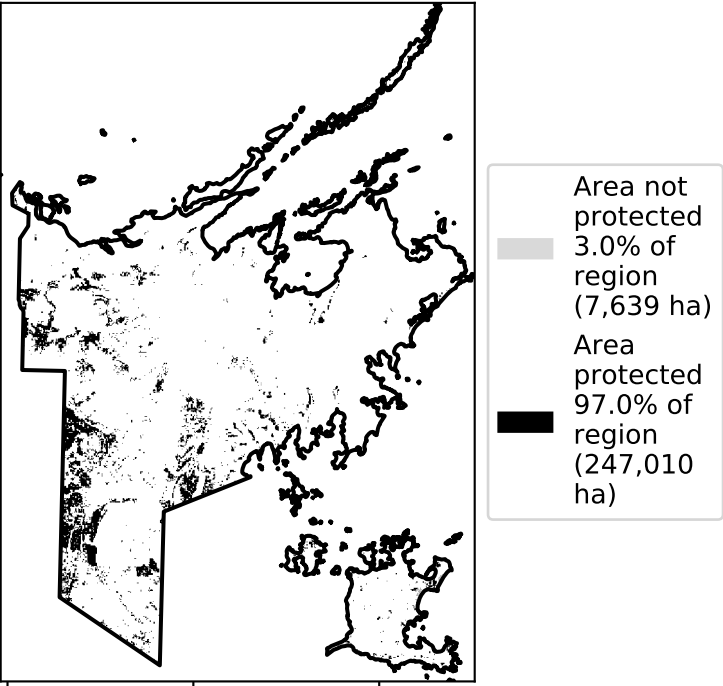 Area not
protected
3.0% of
region
(7,639 ha)
Area
protected
97.0% of
region
(247,010
ha)